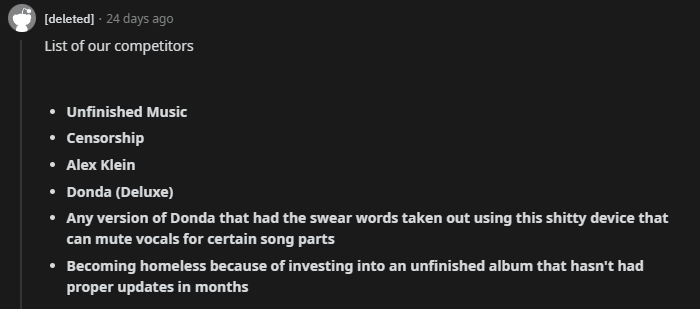 [deleted] · 24 days ago
List of our competitors
• Unfinished Music
• Censorship
• Alex Klein
• Donda (Deluxe)
• Any version of Donda that had the swear words taken out using this shitty device that
can mute vocals for certain song parts
• Becoming homeless because of investing into an unfinished album that hasn't had
proper updates in months